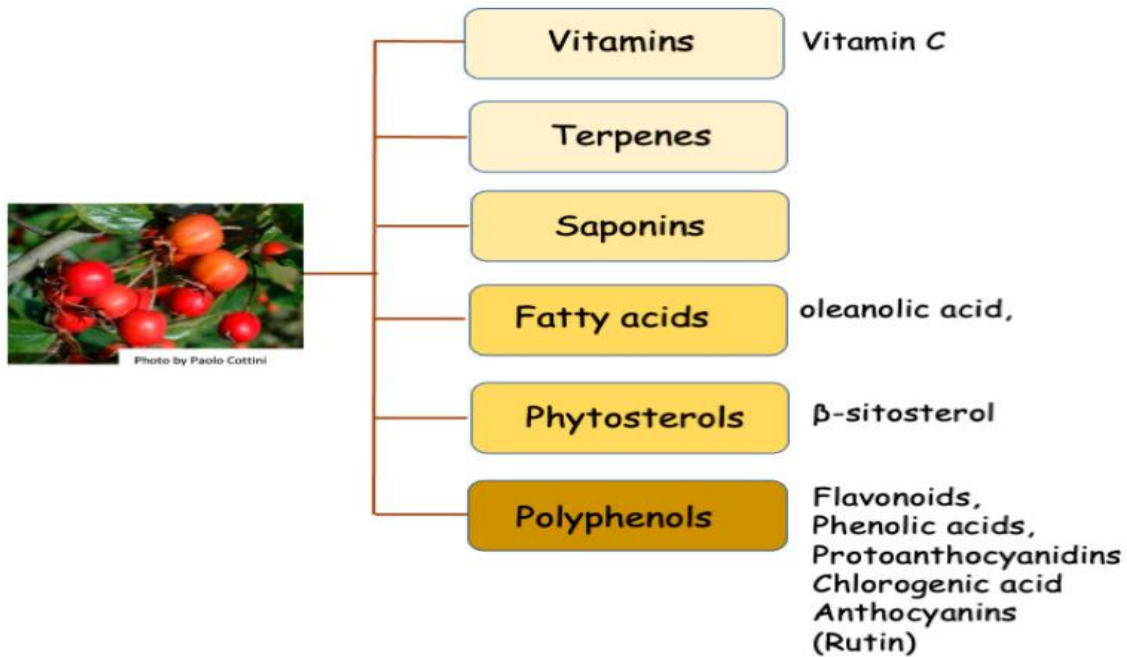 Vitamins Vitamin C
Terpenes
Saponins
Fatty acids oleanolic acid,
Photo by Paolo Cottini
Phytosterols β-sitosterol
Polyphenols
Flavonoids,
Phenolic acids,
Protoanthocyanidins
Chlorogenic acid
Anthocyanins
(Rutin)